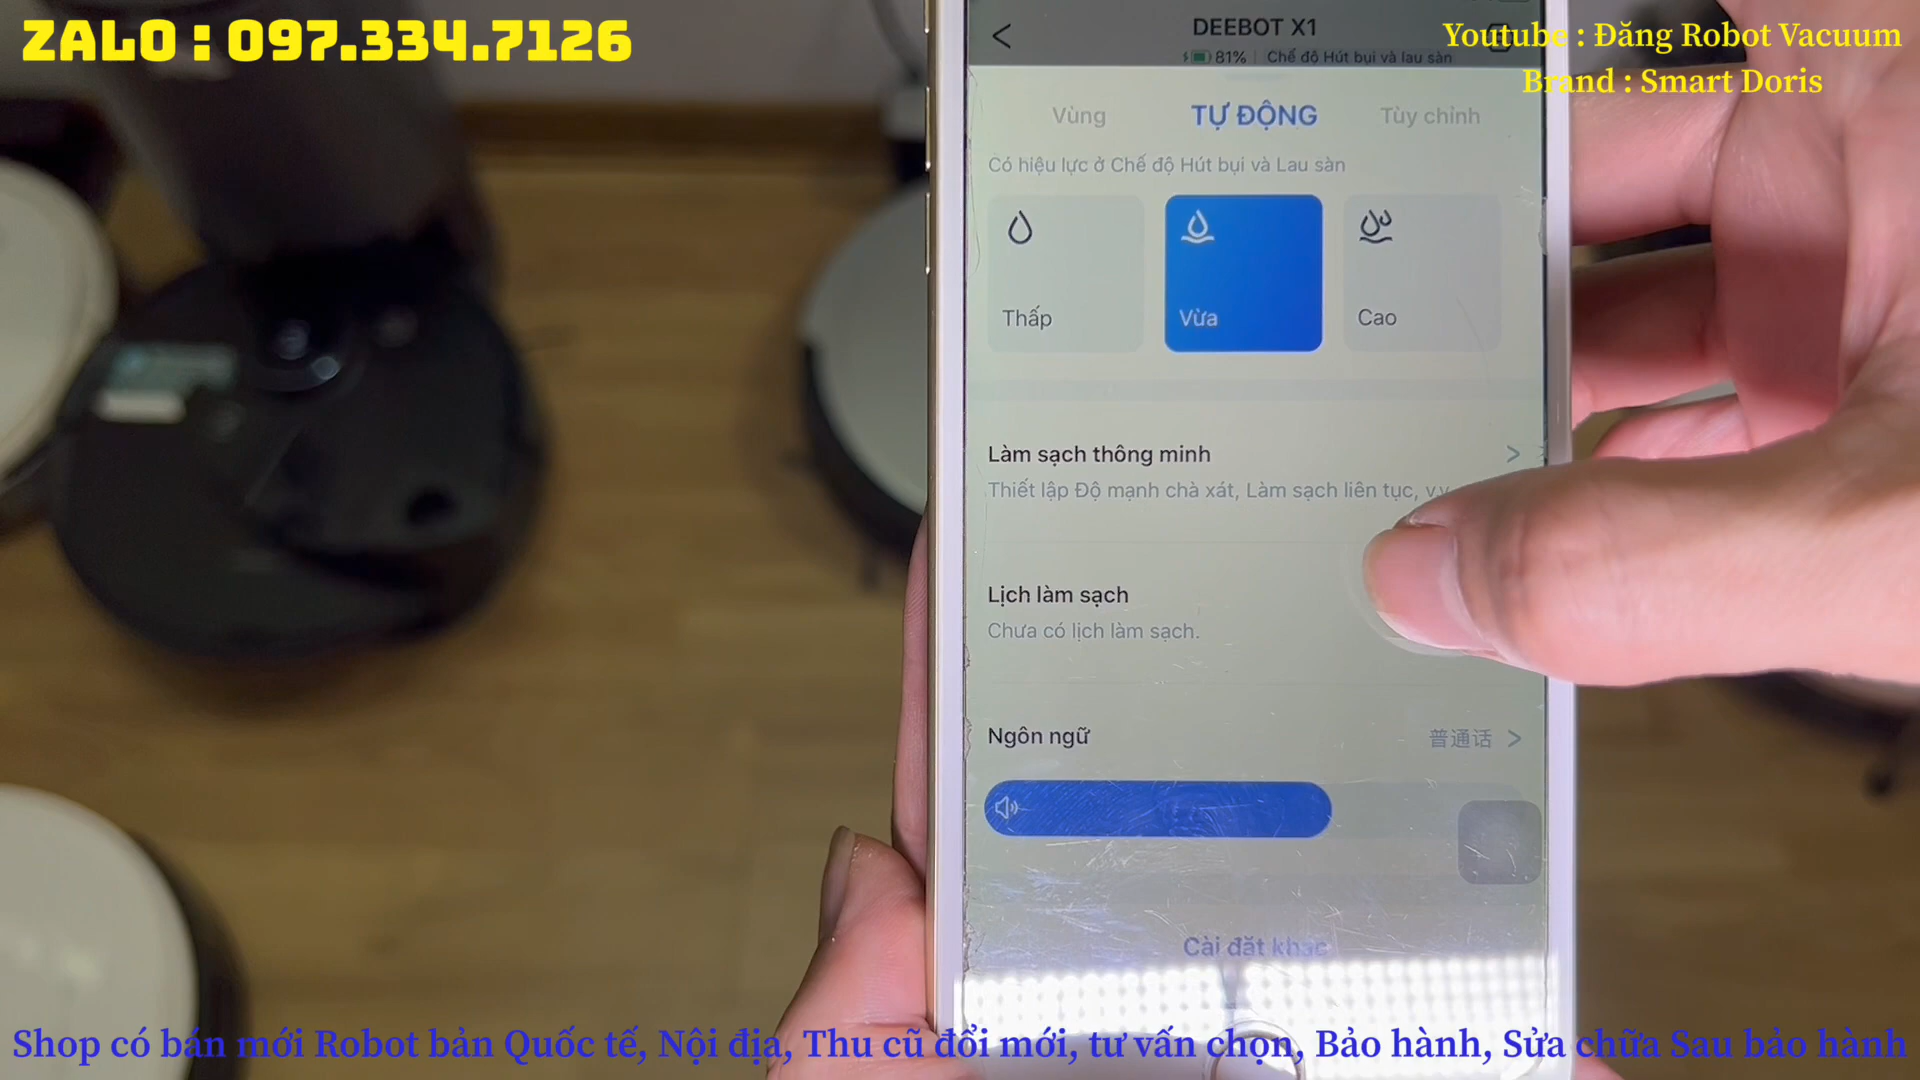 ZALO : 097.334.7126
Youtube : Đăng Robot Vacuum
Brand : Smart Doris
DEEBOT X1
81% | Chế độ Hút bụi và lau sàn
Vùng
TỰ ĐỘNG
Tùy chỉnh
Có hiệu lực ở Chế độ Hút bụi và Lau sàn
Thấp
Vừa
Cao
Làm sạch thông minh
Thiết lập Độ mạnh chà xát, Làm sạch liên tục, v.v
Lịch làm sạch
Chưa có lịch làm sạch.
Ngôn ngữ
普通话
Cài đặt khác
Shop có bán mới Robot bản Quốc tế, Nội địa, Thu cũ đổi mới, tư vấn chọn, Bảo hành, Sửa chữa Sau bảo hành